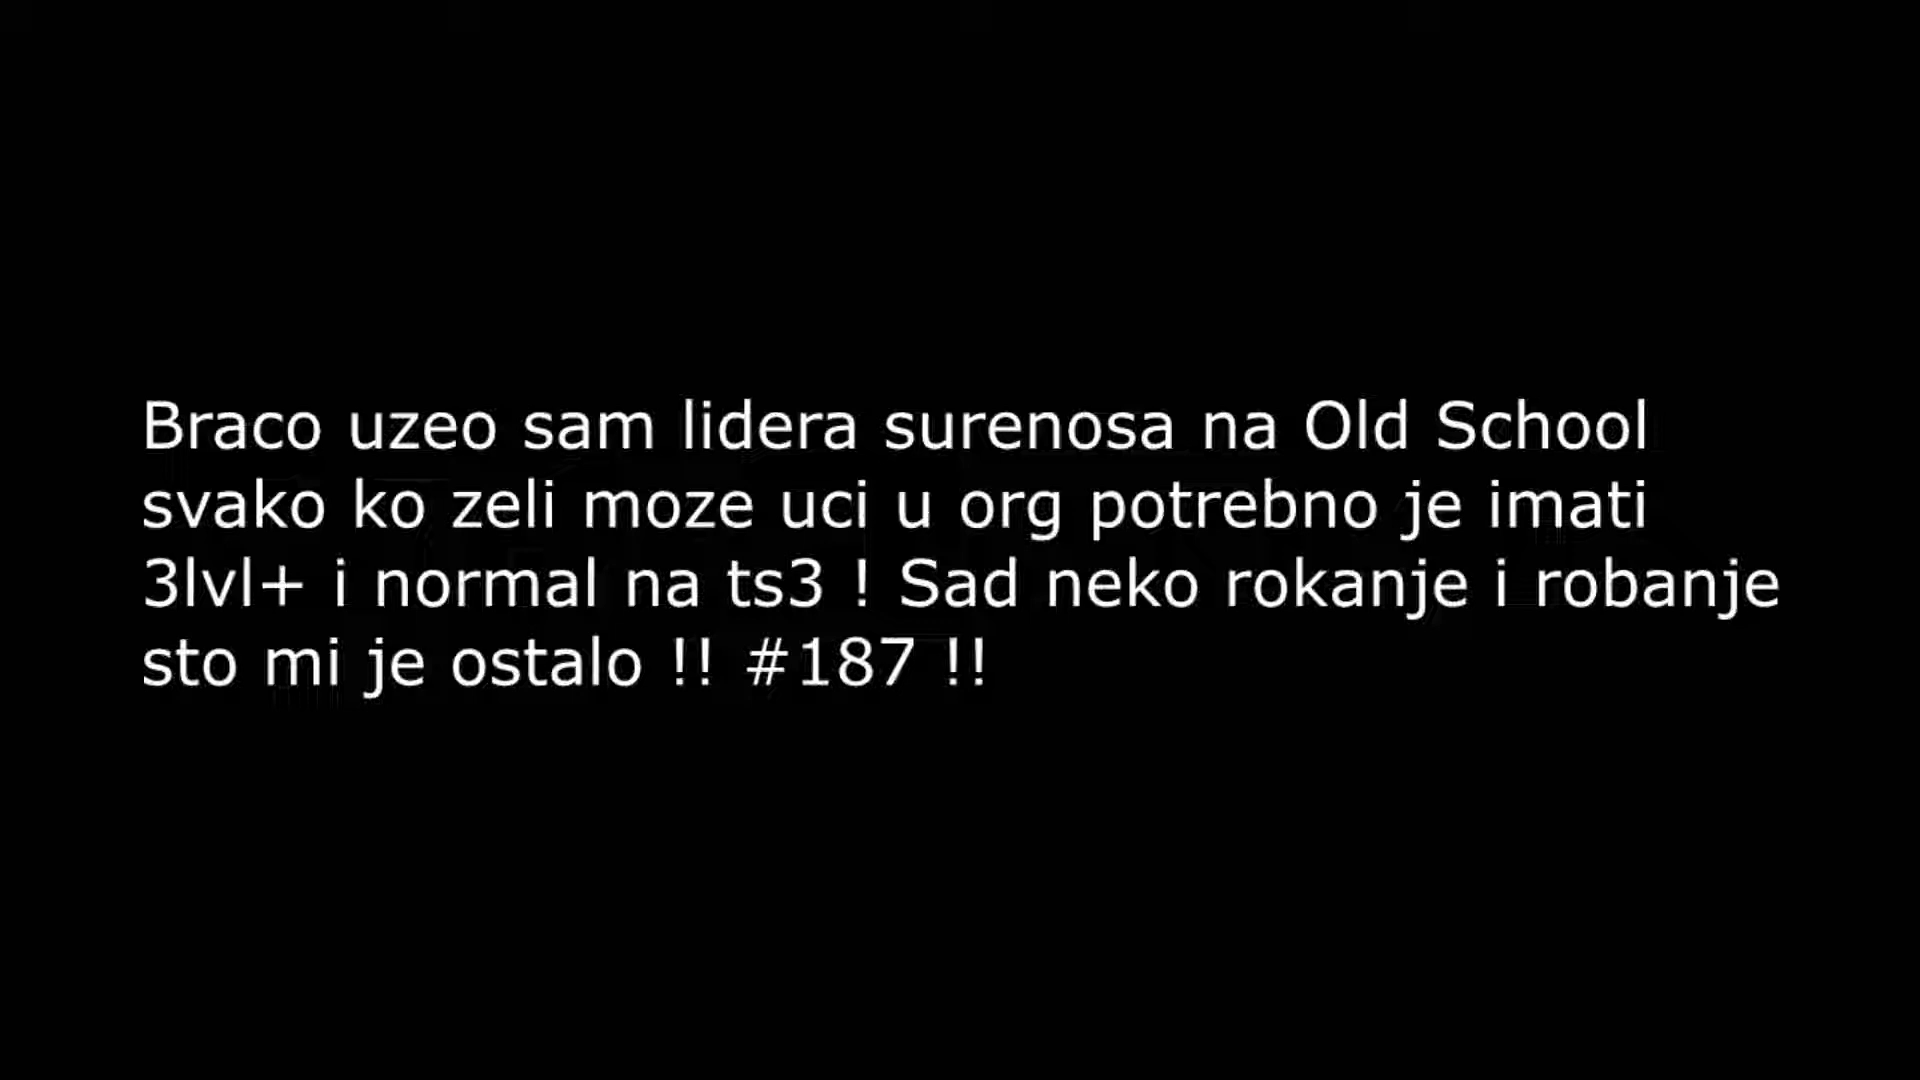 Braco uzeo sam lidera surenosa na Old School
svako ko zeli moze uci u org potrebno je imati
3lvl+ i normal na ts3 ! Sad neko rokanje i robanje
sto mi je ostalo !! #187 !!